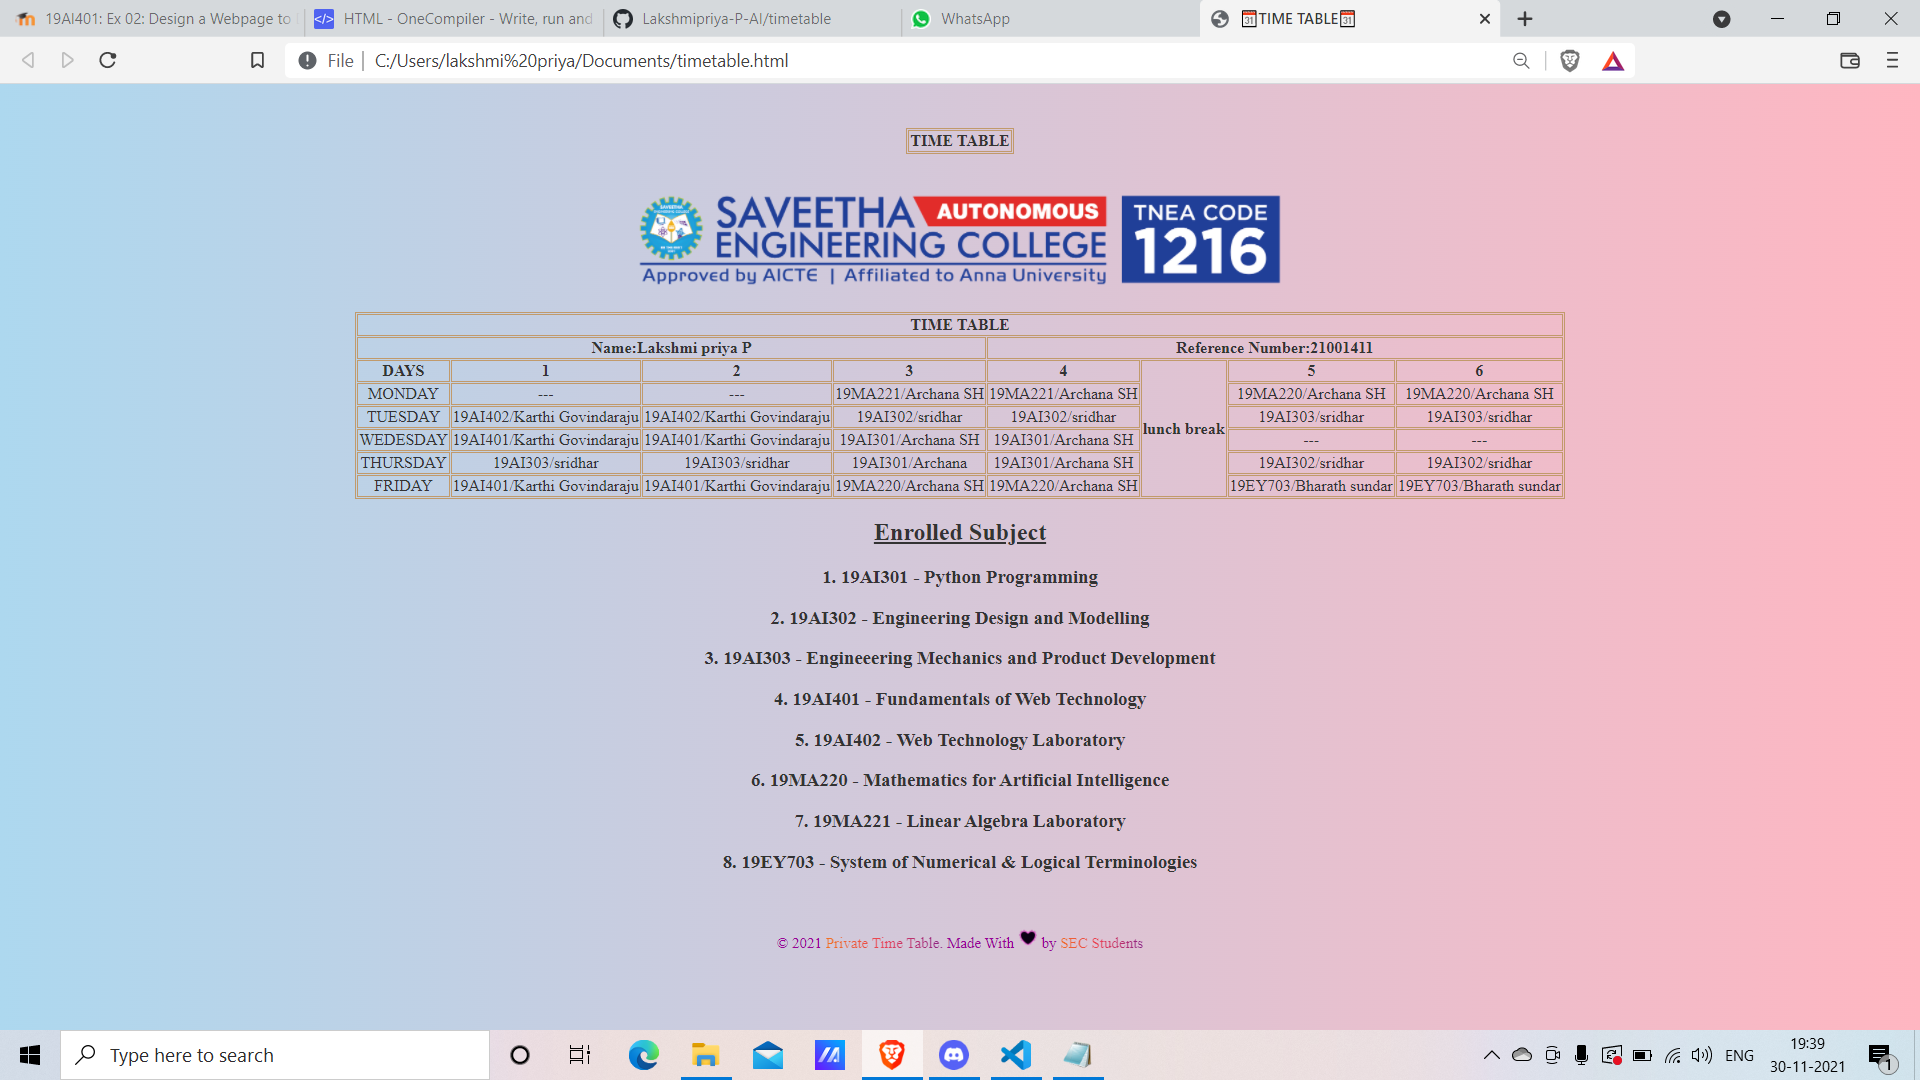 19AI401: Ex 02: Design a Webpage to
HTML - OneCompiler - Write, run and
Lakshmipriya-P-AI/timetable
WhatsApp
TIME TABLE
File
C:/Users/lakshmi%20priya/Documents/timetable.html
TIME TABLE
SAVEETHA AUTONOMOUS
ENGINEERING COLLEGE
Approved by AICTE | Affiliated to Anna University
TNEA CODE
1216
TIME TABLE
Name:Lakshmi priya P Reference Number:21001411
DAYS 1 2 3 4 lunch break 5 6
MONDAY --- --- 19MA221/Archana SH 19MA221/Archana SH 19MA220/Archana SH 19MA220/Archana SH
TUESDAY 19AI402/Karthi Govindaraju 19AI402/Karthi Govindaraju 19AI302/sridhar 19AI302/sridhar 19AI303/sridhar 19AI303/sridhar
WEDESDAY 19AI401/Karthi Govindaraju 19AI401/Karthi Govindaraju 19AI301/Archana SH 19AI301/Archana SH --- ---
THURSDAY 19AI303/sridhar 19AI303/sridhar 19AI301/Archana 19AI301/Archana SH 19AI302/sridhar 19AI302/sridhar
FRIDAY 19AI401/Karthi Govindaraju 19AI401/Karthi Govindaraju 19MA220/Archana SH 19MA220/Archana SH 19EY703/Bharath sundar 19EY703/Bharath sundar
Enrolled Subject
1. 19AI301 - Python Programming
2. 19AI302 - Engineering Design and Modelling
3. 19AI303 - Engineeering Mechanics and Product Development
4. 19AI401 - Fundamentals of Web Technology
5. 19AI402 - Web Technology Laboratory
6. 19MA220 - Mathematics for Artificial Intelligence
7. 19MA221 - Linear Algebra Laboratory
8. 19EY703 - System of Numerical & Logical Terminologies
© 2021 Private Time Table. Made With 🖤 by SEC Students
Type here to search
ENG
19:39
30-11-2021
1